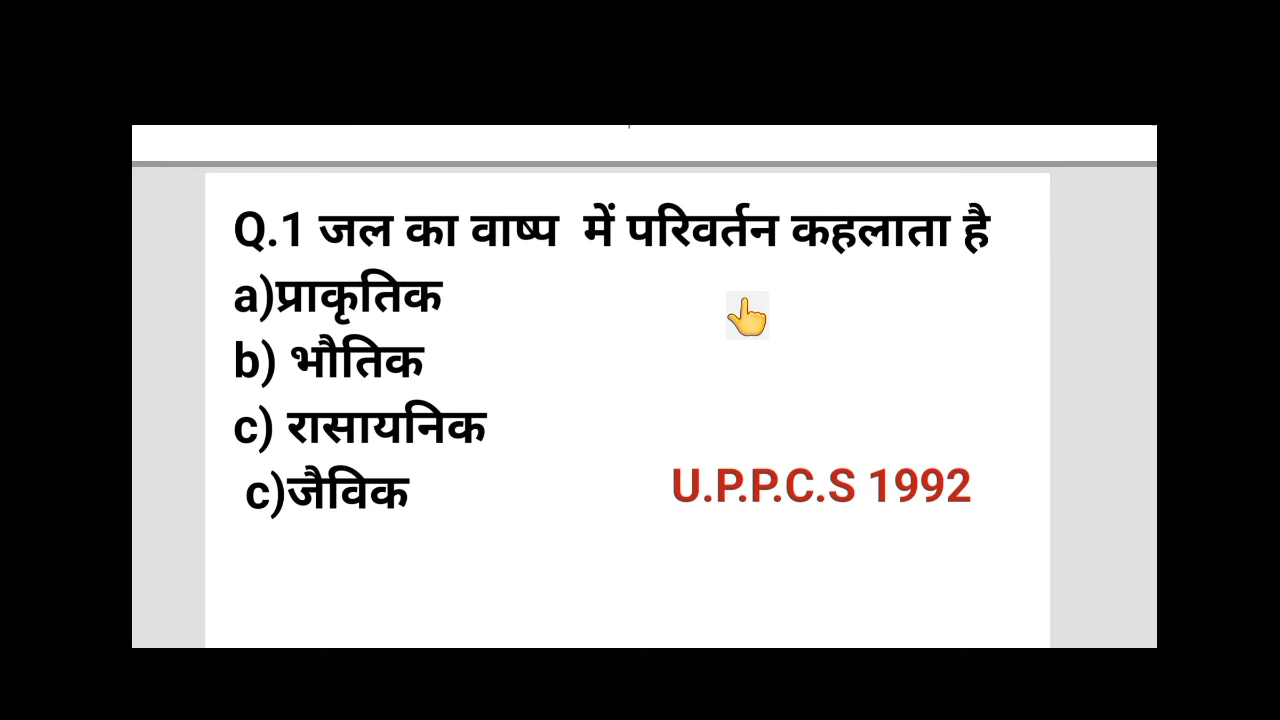 Q.1 जल का वाष्प में परिवर्तन कहलाता है
a)प्राकृतिक
b) भौतिक
c) रासायनिक
c)जैविक
U.P.P.C.S 1992